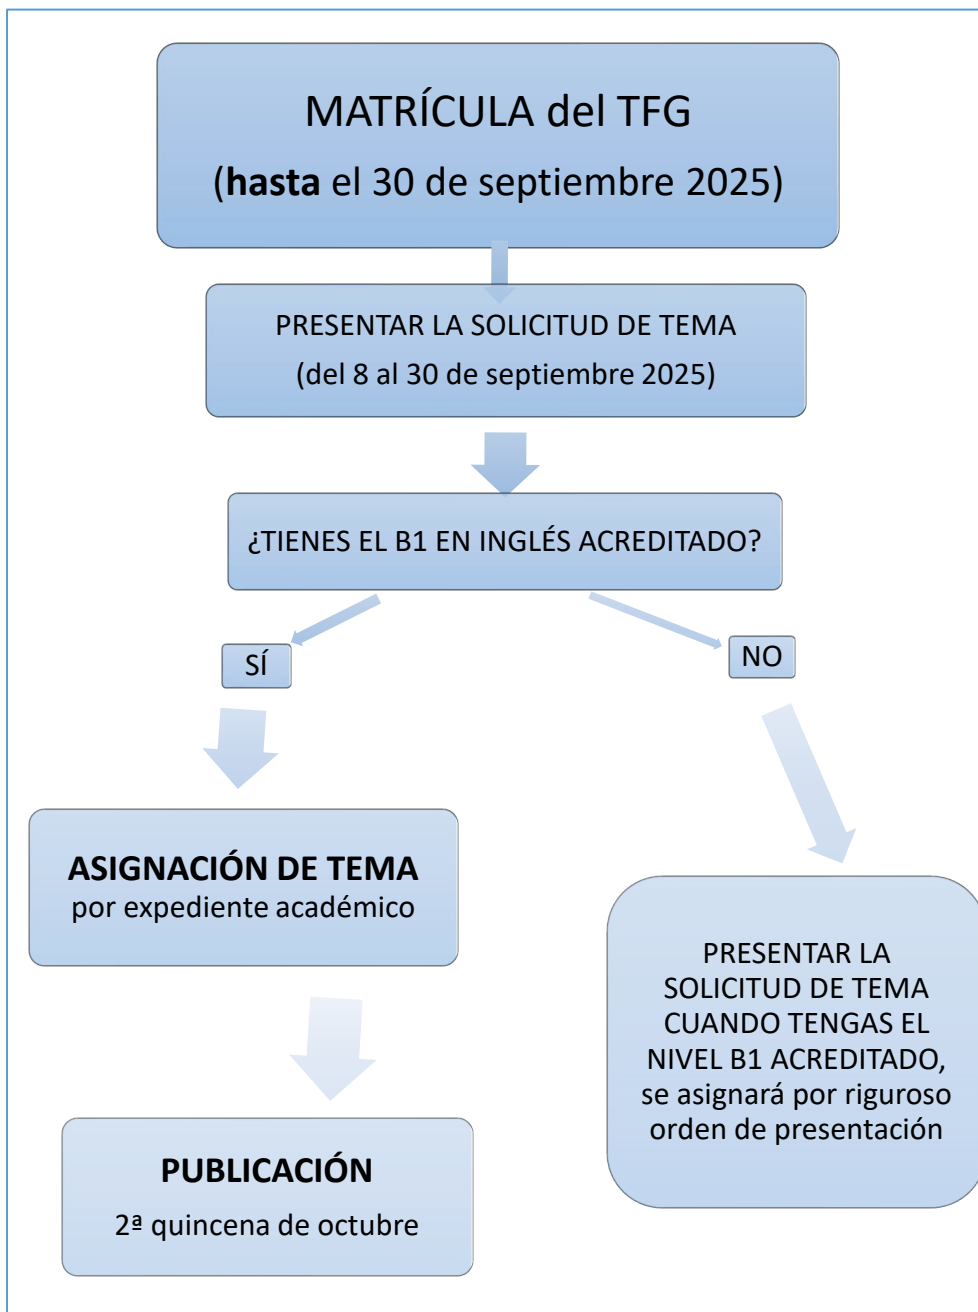 MATRÍCULA del TFG
(hasta el 30 de septiembre 2025)
PRESENTAR LA SOLICITUD DE TEMA
(del 8 al 30 de septiembre 2025)
¿TIENES EL B1 EN INGLÉS ACREDITADO?
SÍ
NO
ASIGNACIÓN DE TEMA
por expediente académico
PUBLICACIÓN
2ª quincena de octubre
PRESENTAR LA
SOLICITUD DE TEMA
CUANDO TENGAS EL
NIVEL B1 ACREDITADO,
se asignará por riguroso
orden de presentación